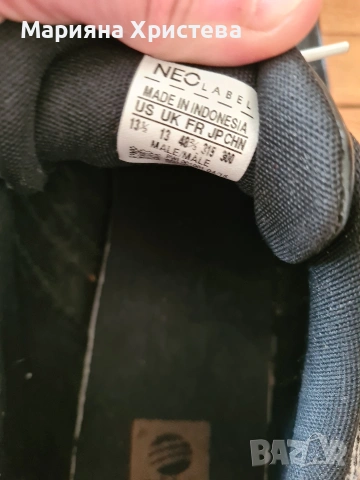 Марияна Христева
NEO LABEL
MADE IN INDONESIA
US UK FR JP CHN
13½ 13 48⅔ 315 300
MALE/MALE
BAZAR